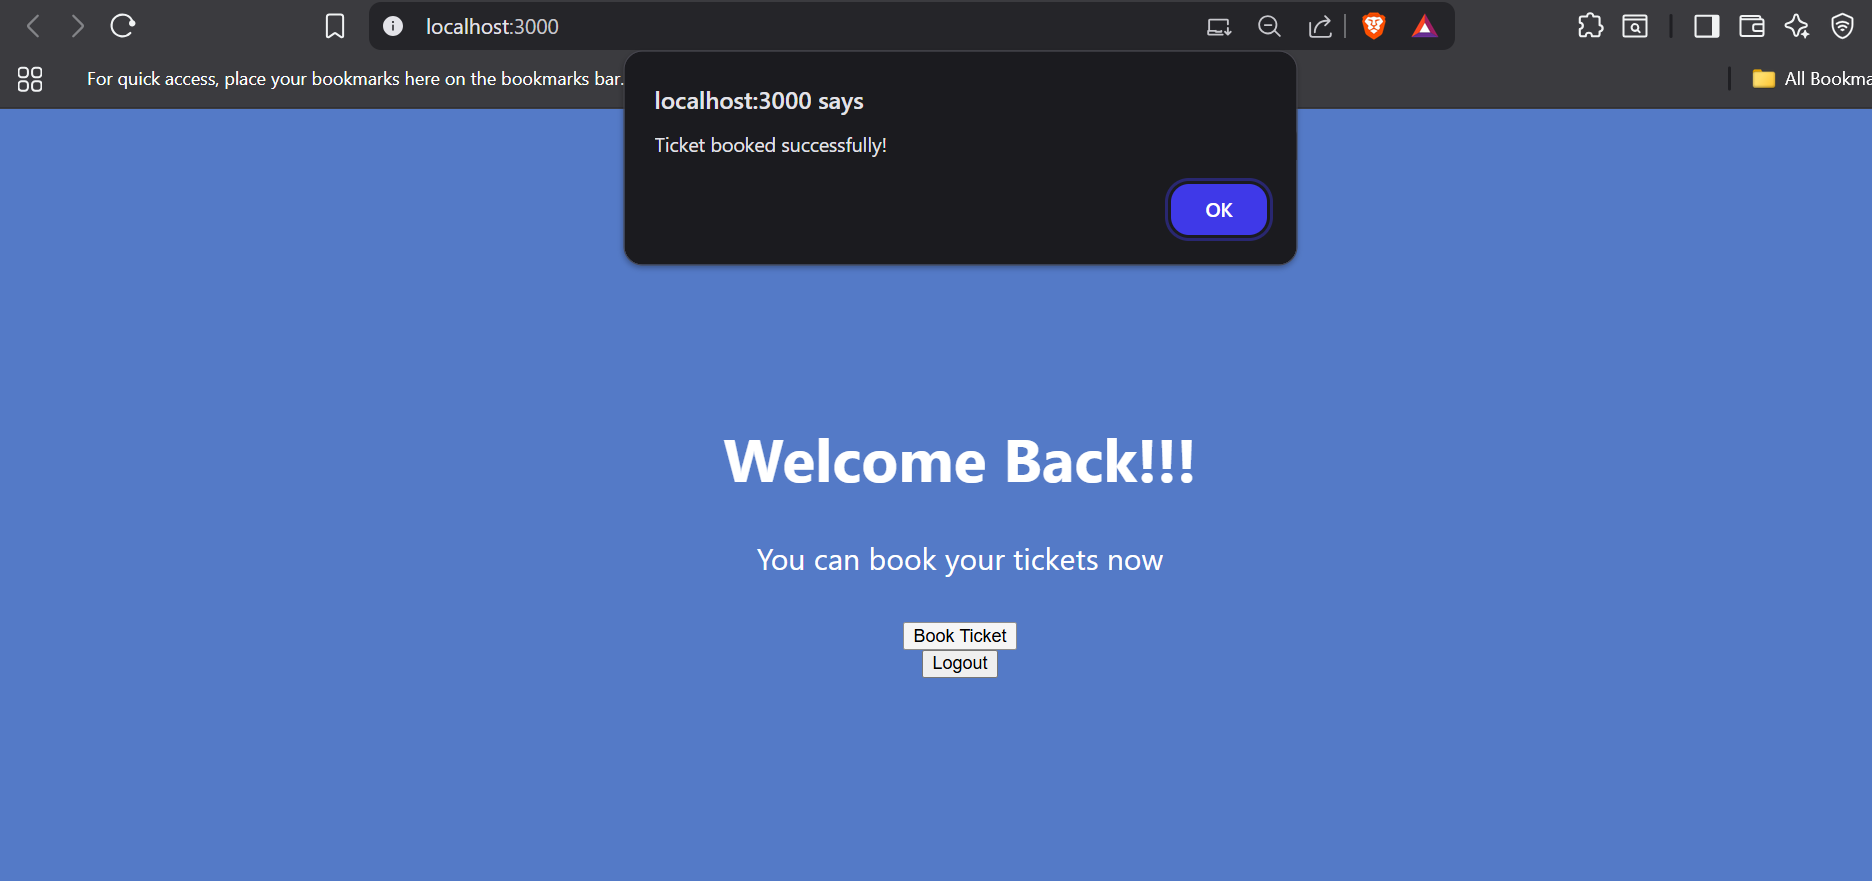 localhost:3000
For quick access, place your bookmarks here on the bookmarks bar.
All Bookma
localhost:3000 says
Ticket booked successfully!
OK
Welcome Back!!!
You can book your tickets now
Book Ticket
Logout